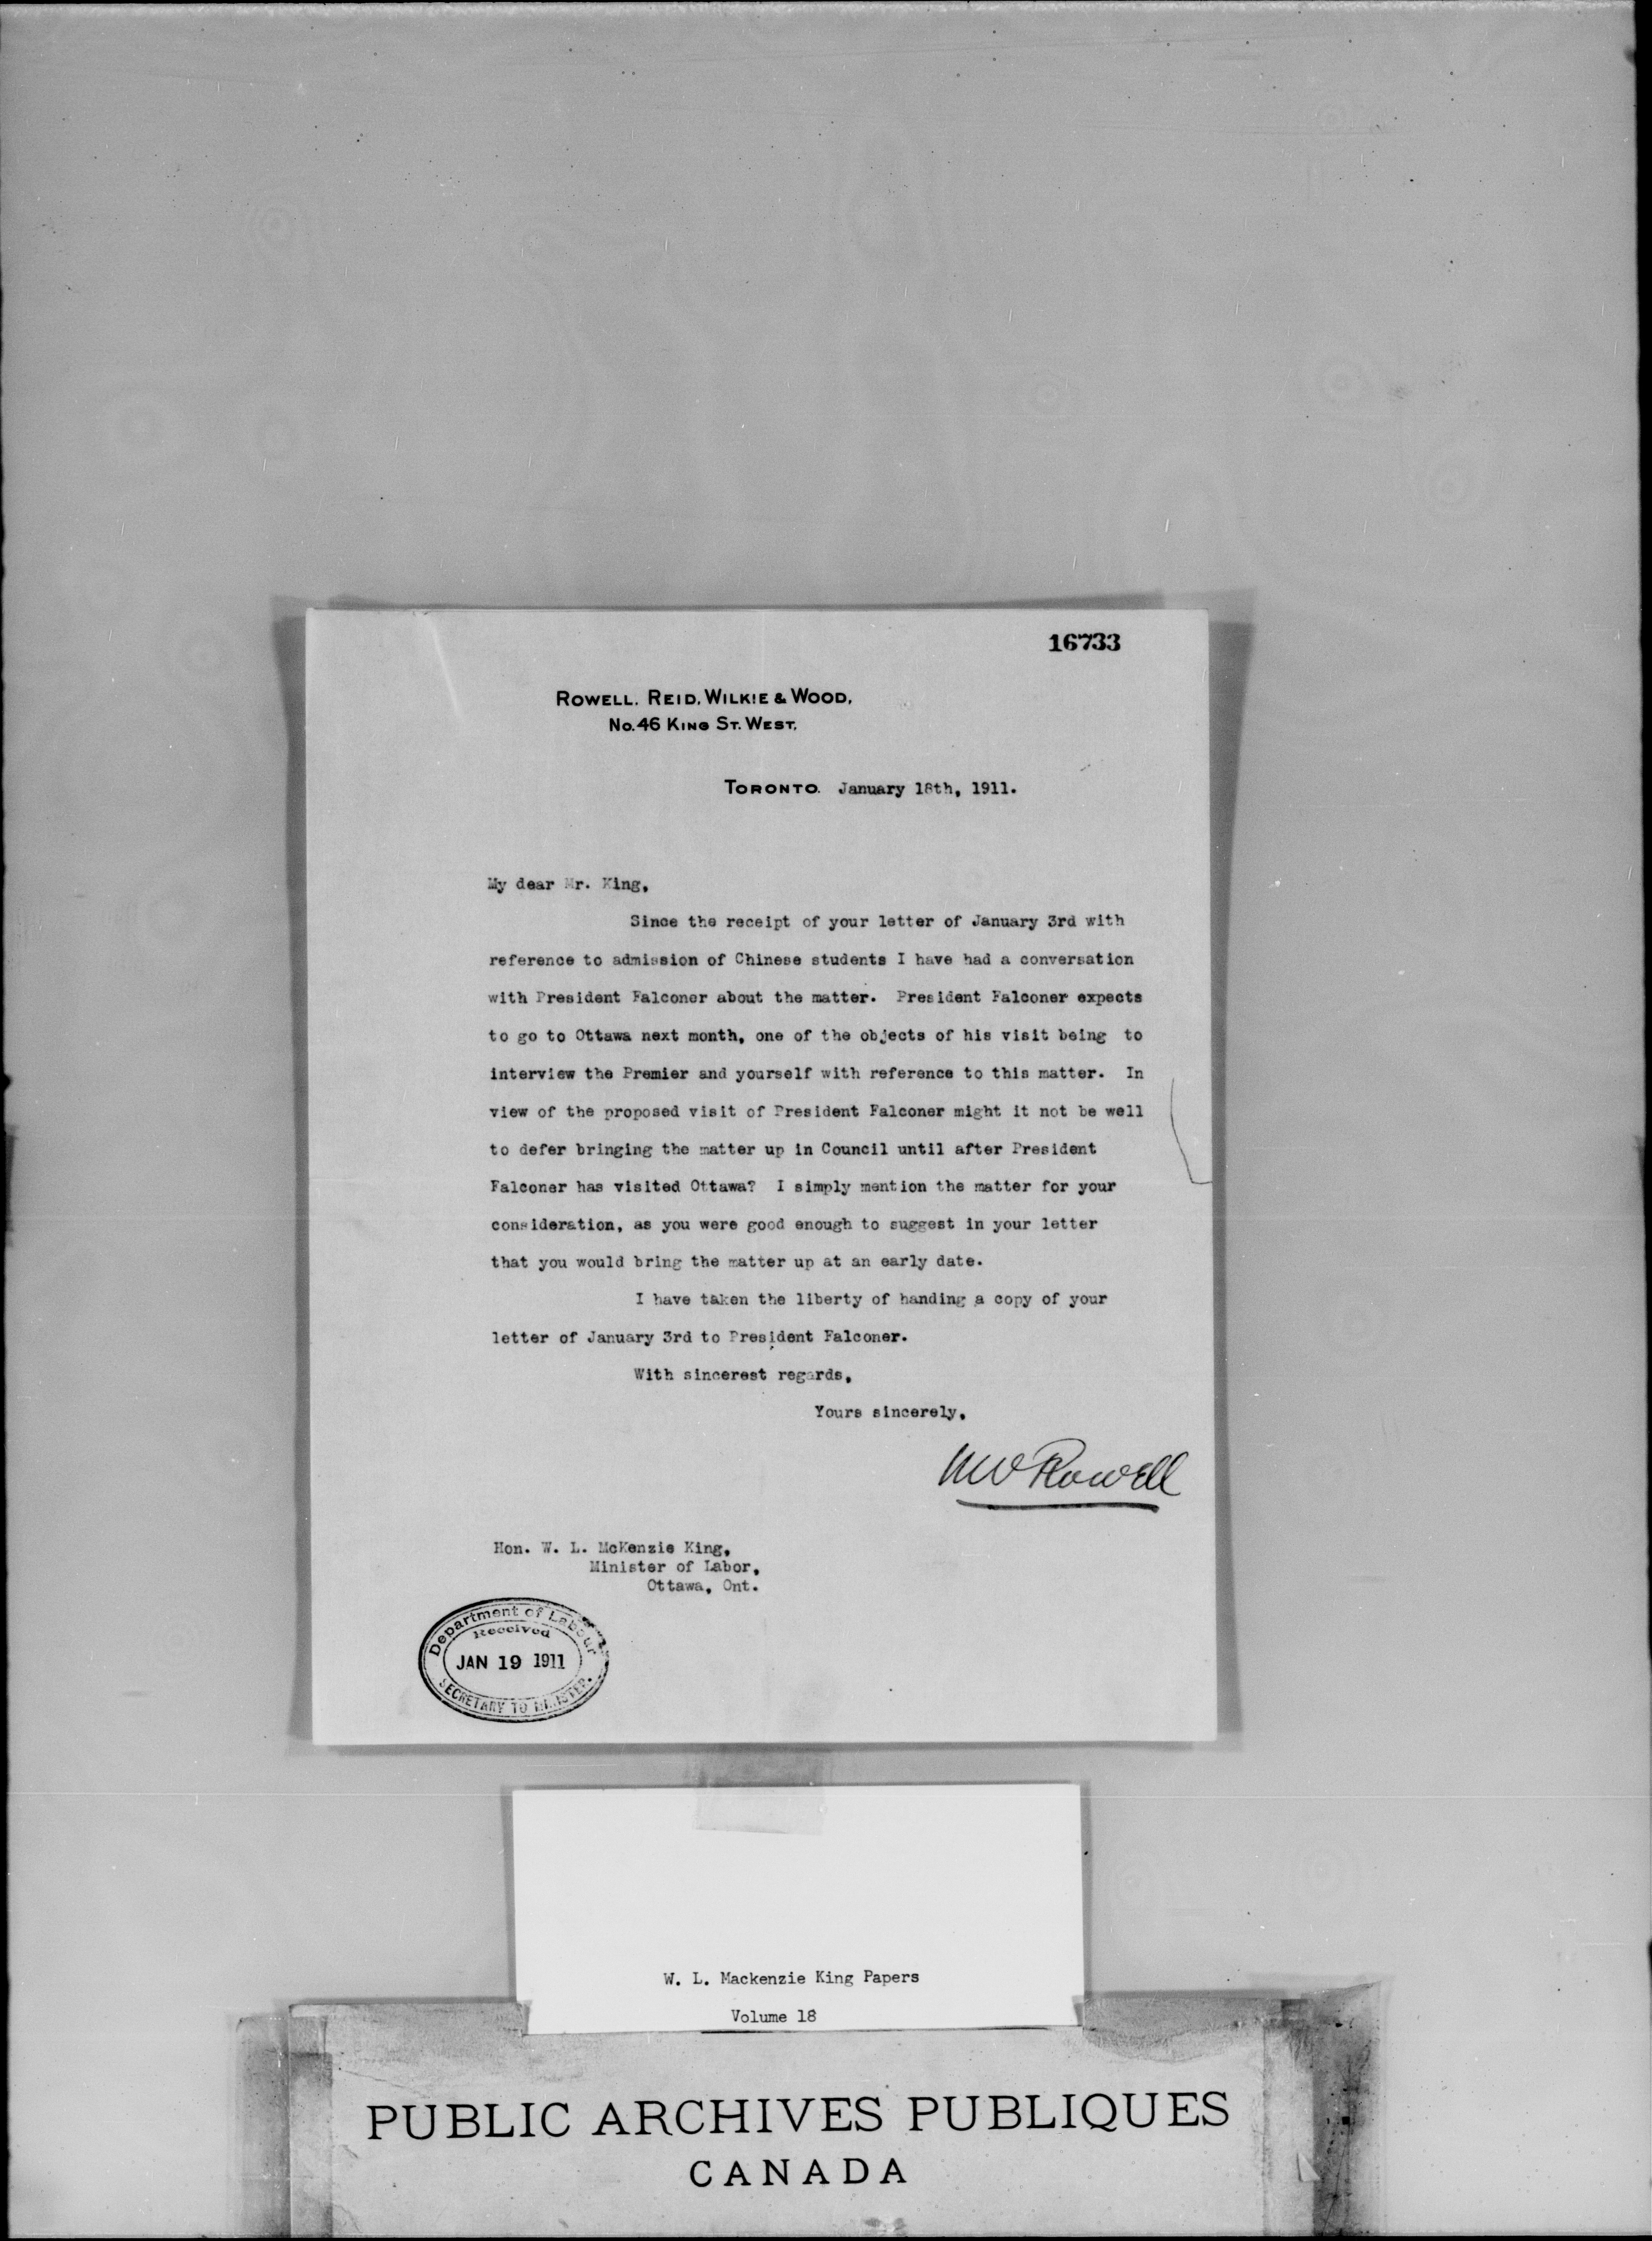 16733
ROWELL, REID, WILKIE & WOOD,
No. 46 KING ST. WEST,
TORONTO. January 18th, 1911.
My dear Mr. King,
Since the receipt of your letter of January 3rd with
reference to admission of Chinese students I have had a conversation
with President Falconer about the matter. President Falconer expects
to go to Ottawa next month, one of the objects of his visit being to
interview the Premier and yourself with reference to this matter. In
view of the proposed visit of President Falconer might it not be well
to defer bringing the matter up in Council until after President
Falconer has visited Ottawa? I simply mention the matter for your
consideration, as you were good enough to suggest in your letter
that you would bring the matter up at an early date.
I have taken the liberty of handing a copy of your
letter of January 3rd to President Falconer.
With sincerest regards,
Yours sincerely,
NW Rowell
Hon. W. L. McKenzie King,
Minister of Labor,
Ottawa, Ont.
Department of Labour
Received
JAN 19 1911
SECRETARY TO MINISTER.
W. L. Mackenzie King Papers
Volume 18
PUBLIC ARCHIVES PUBLIQUES
CANADA